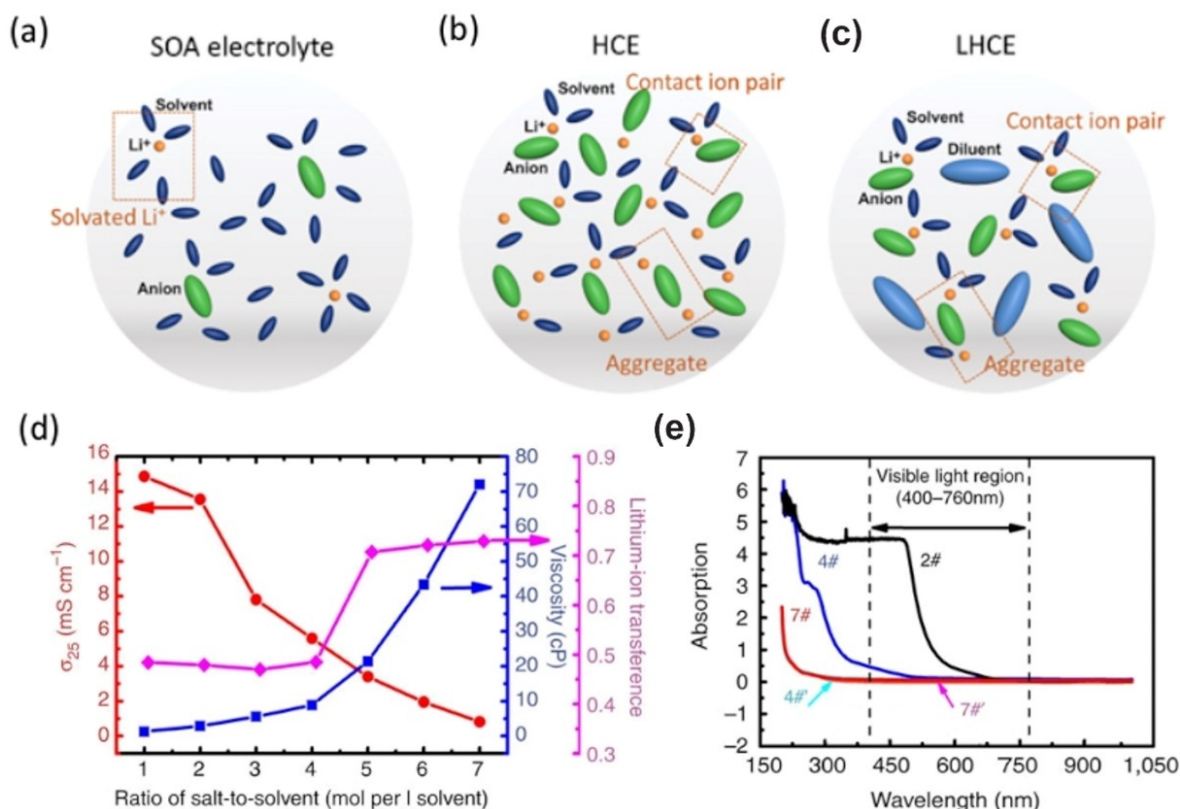 (a)
SOA electrolyte
Solvent
Li⁺
Solvated Li⁺
Anion
(b)
HCE
Contact ion pair
Solvent
Li⁺
Anion
Aggregate
(c)
LHCE
Solvent
Contact ion pair
Diluent
Li⁺
Anion
Aggregate
(d)
σ₂₅ (mS cm⁻¹)
16
14
12
10
8
6
4
2
0
80
70
60
50
40
30
20
10
0
Viscosity (cP)
0.9
0.8
0.7
0.6
0.5
0.4
0.3
Lithium-ion transference
1 2 3 4 5 6 7
Ratio of salt-to-solvent (mol per l solvent)
(e)
Absorption
7
6
5
4
3
2
1
0
−1
−2
Visible light region
(400–760nm)
4#
2#
7#
4#'
7#'
150 300 450 600 750 900 1,050
Wavelength (nm)